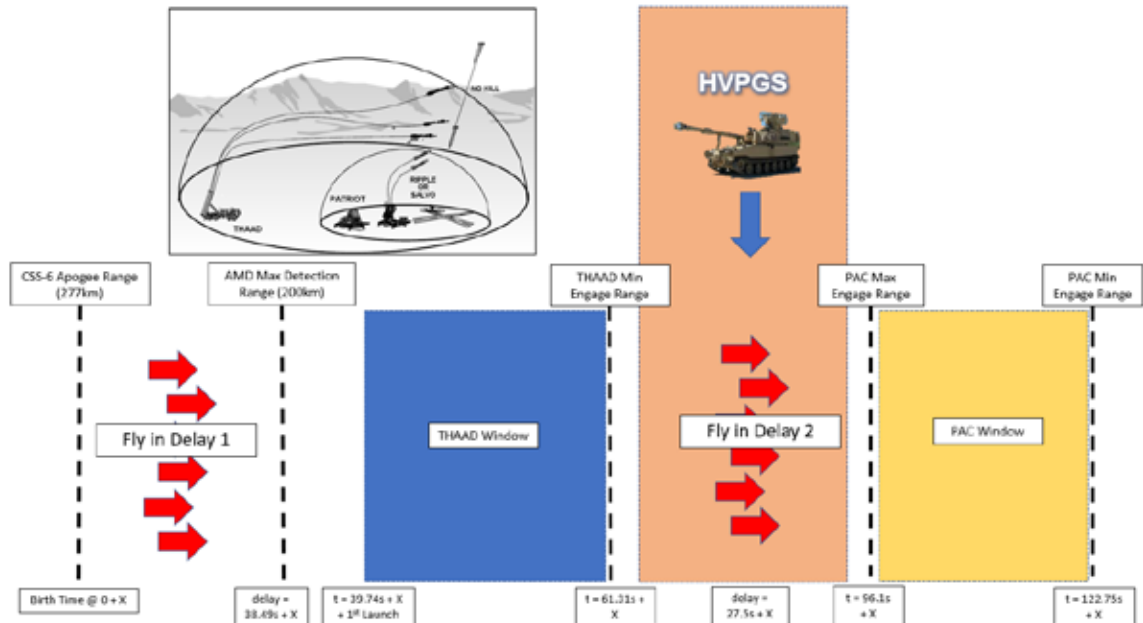 NO KILL
RIPPLE
OR
SALVO
PATRIOT
THAAD
HVPGS
CSS-6 Apogee Range
(277km)
AMD Max Detection
Range (200km)
THAAD Min
Engage Range
PAC Max
Engage Range
PAC Min
Engage Range
Fly in Delay 1
THAAD Window
Fly in Delay 2
PAC Window
Birth Time @ 0 + X
delay =
38.49s + X
t = 39.74s + X
+ 1st Launch
t = 61.31s +
X
delay =
27.5s + X
t = 96.1s
+ X
t = 122.75s
+ X